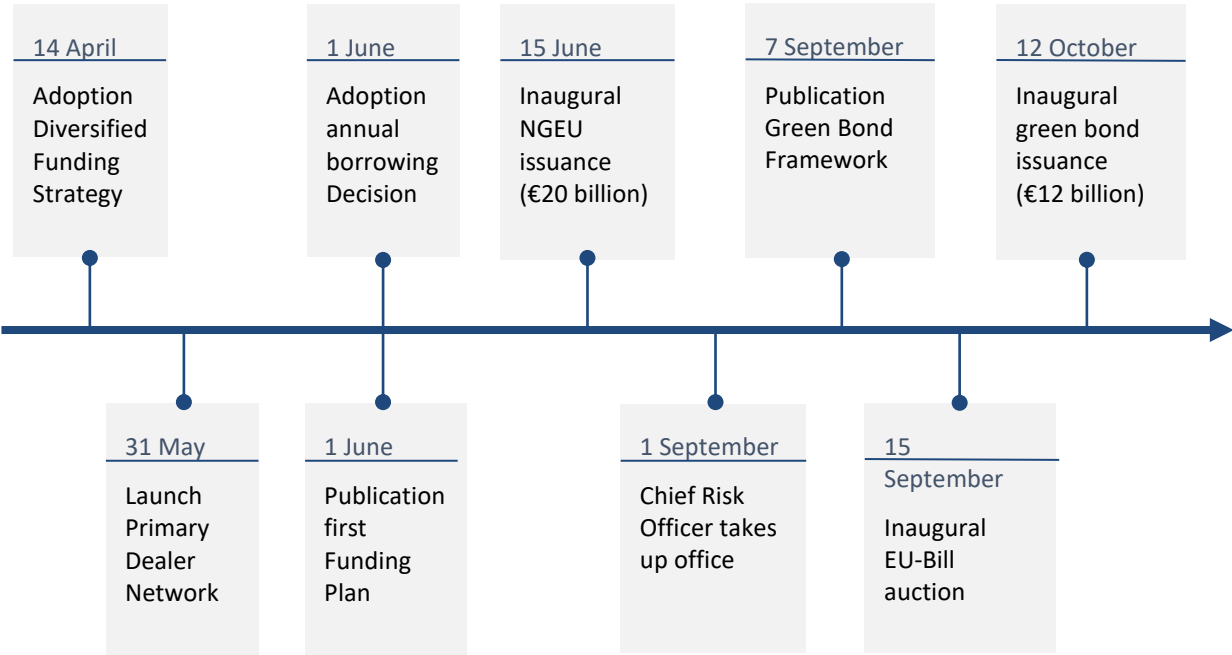 14 April
Adoption
Diversified
Funding
Strategy
1 June
Adoption
annual
borrowing
Decision
15 June
Inaugural
NGEU
issuance
(€20 billion)
7 September
Publication
Green Bond
Framework
12 October
Inaugural
green bond
issuance
(€12 billion)
31 May
Launch
Primary
Dealer
Network
1 June
Publication
first
Funding
Plan
1 September
Chief Risk
Officer takes
up office
15
September
Inaugural
EU-Bill
auction